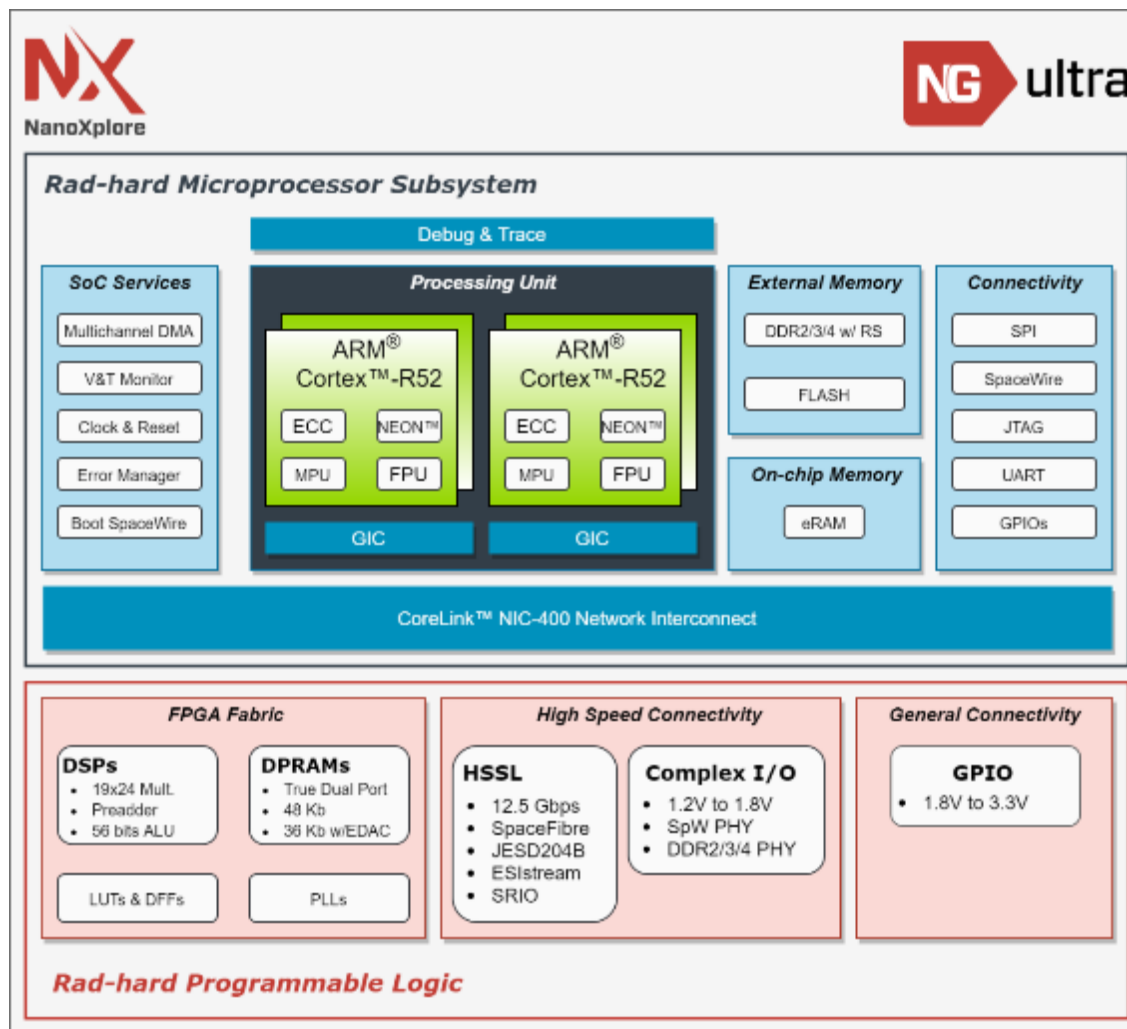 NX
NanoXplore
NG ultra
Rad-hard Microprocessor Subsystem
Debug & Trace
SoC Services
Multichannel DMA
V&T Monitor
Clock & Reset
Error Manager
Boot SpaceWire
Processing Unit
ARM®
Cortex™-R52
ECC
NEON™
MPU
FPU
GIC
ARM®
Cortex™-R52
ECC
NEON™
MPU
FPU
GIC
External Memory
DDR2/3/4 w/ RS
FLASH
On-chip Memory
eRAM
Connectivity
SPI
SpaceWire
JTAG
UART
GPIOs
CoreLink™ NIC-400 Network Interconnect
FPGA Fabric
DSPs
• 19x24 Mult.
• Preadder
• 56 bits ALU
DPRAMs
• True Dual Port
• 48 Kb
• 36 Kb w/EDAC
LUTs & DFFs
PLLs
High Speed Connectivity
HSSL
• 12.5 Gbps
• SpaceFibre
• JESD204B
• ESIstream
• SRIO
Complex I/O
• 1.2V to 1.8V
• SpW PHY
• DDR2/3/4 PHY
General Connectivity
GPIO
• 1.8V to 3.3V
Rad-hard Programmable Logic